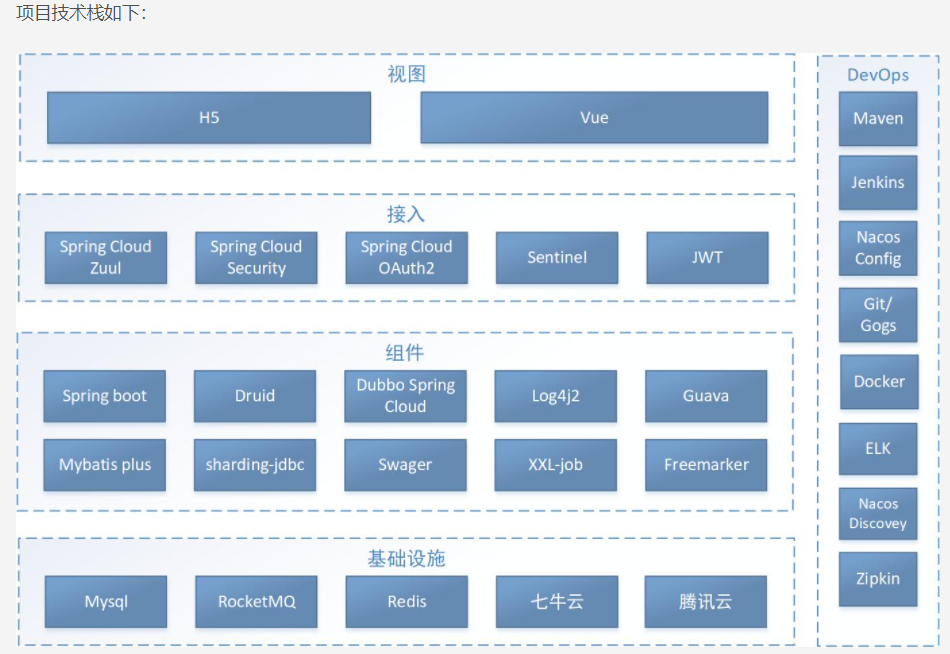 项目技术栈如下：
视图
H5
Vue
接入
Spring Cloud
Zuul
Spring Cloud
Security
Spring Cloud
OAuth2
Sentinel
JWT
组件
Spring boot
Druid
Dubbo Spring
Cloud
Log4j2
Guava
Mybatis plus
sharding-jdbc
Swager
XXL-job
Freemarker
基础设施
Mysql
RocketMQ
Redis
七牛云
腾讯云
DevOps
Maven
Jenkins
Nacos
Config
Git/
Gogs
Docker
ELK
Nacos
Discovey
Zipkin